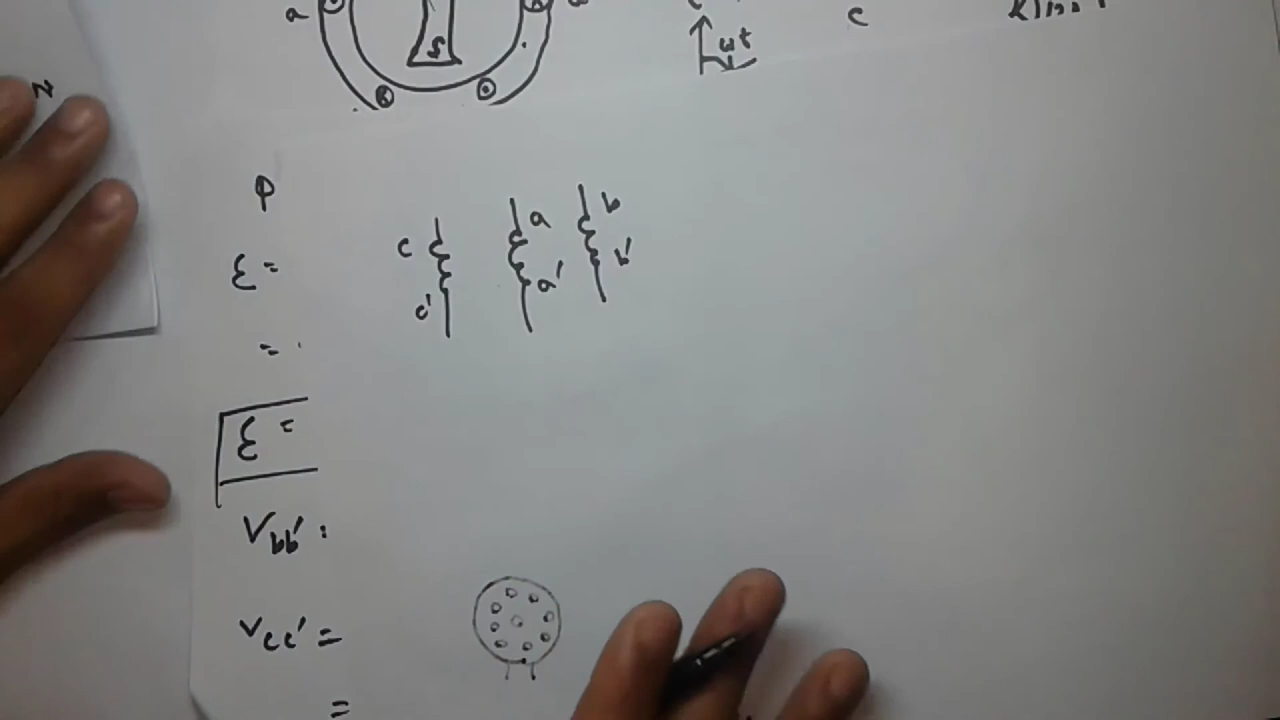 a
S
ωt
c
N
φ
ε =
c
c'
a
a'
b
b'
=
ε =
Vbb' :
Vcc' =
=